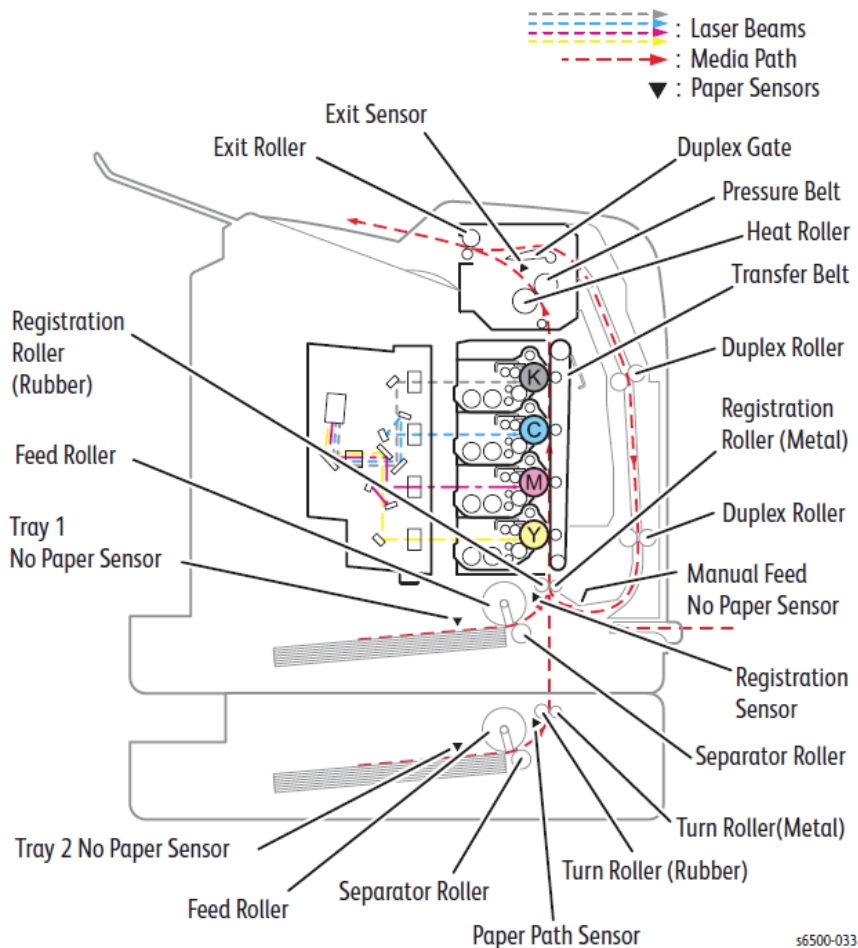 : Laser Beams
: Media Path
: Paper Sensors
Exit Sensor
Exit Roller
Duplex Gate
Pressure Belt
Heat Roller
Transfer Belt
Registration
Roller
(Rubber)
Duplex Roller
Registration
Roller (Metal)
Feed Roller
Tray 1
No Paper Sensor
Duplex Roller
Manual Feed
No Paper Sensor
K
C
M
Y
Registration
Sensor
Separator Roller
Turn Roller(Metal)
Tray 2 No Paper Sensor
Turn Roller (Rubber)
Separator Roller
Feed Roller
Paper Path Sensor
s6500-033